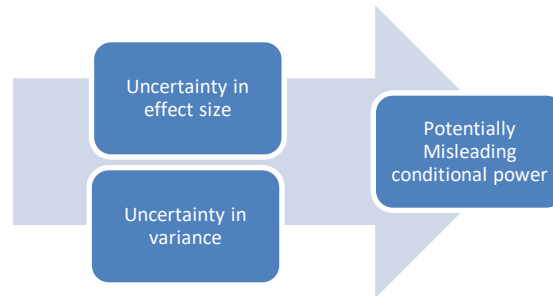 Uncertainty in
effect size
Uncertainty in
variance
Potentially
Misleading
conditional power